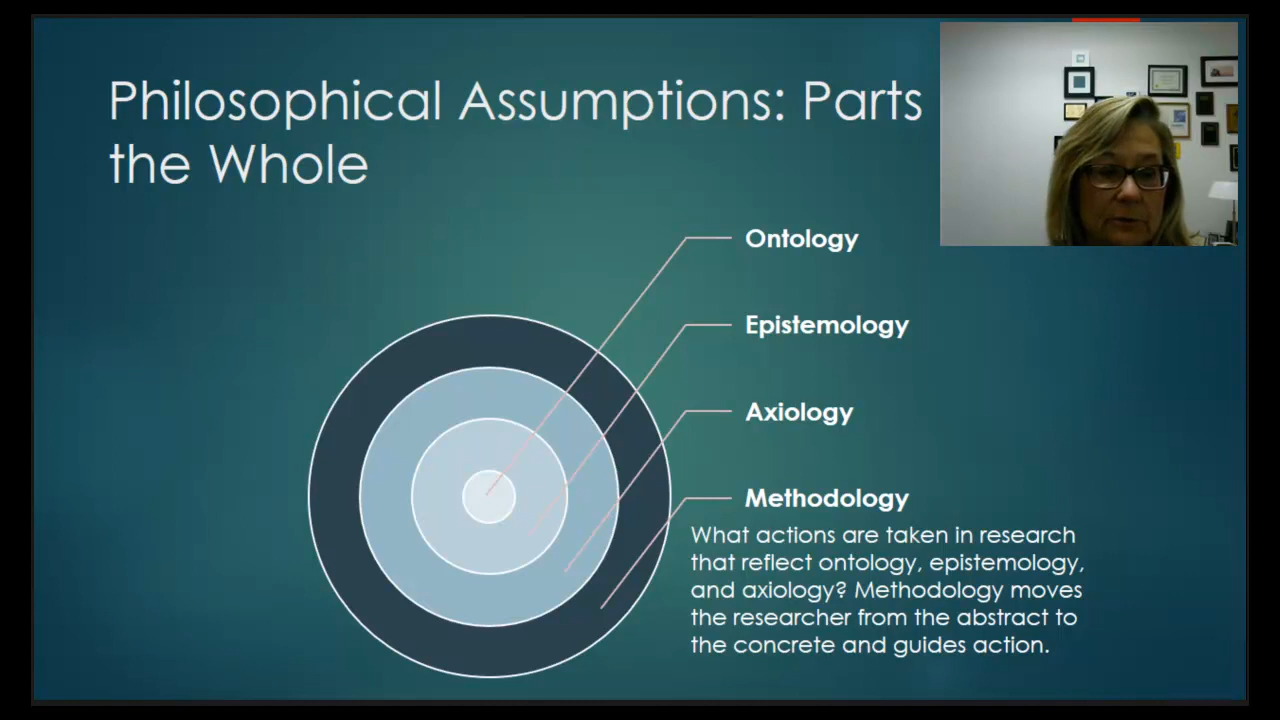 Philosophical Assumptions: Parts
the Whole
Ontology
Epistemology
Axiology
Methodology
What actions are taken in research
that reflect ontology, epistemology,
and axiology? Methodology moves
the researcher from the abstract to
the concrete and guides action.